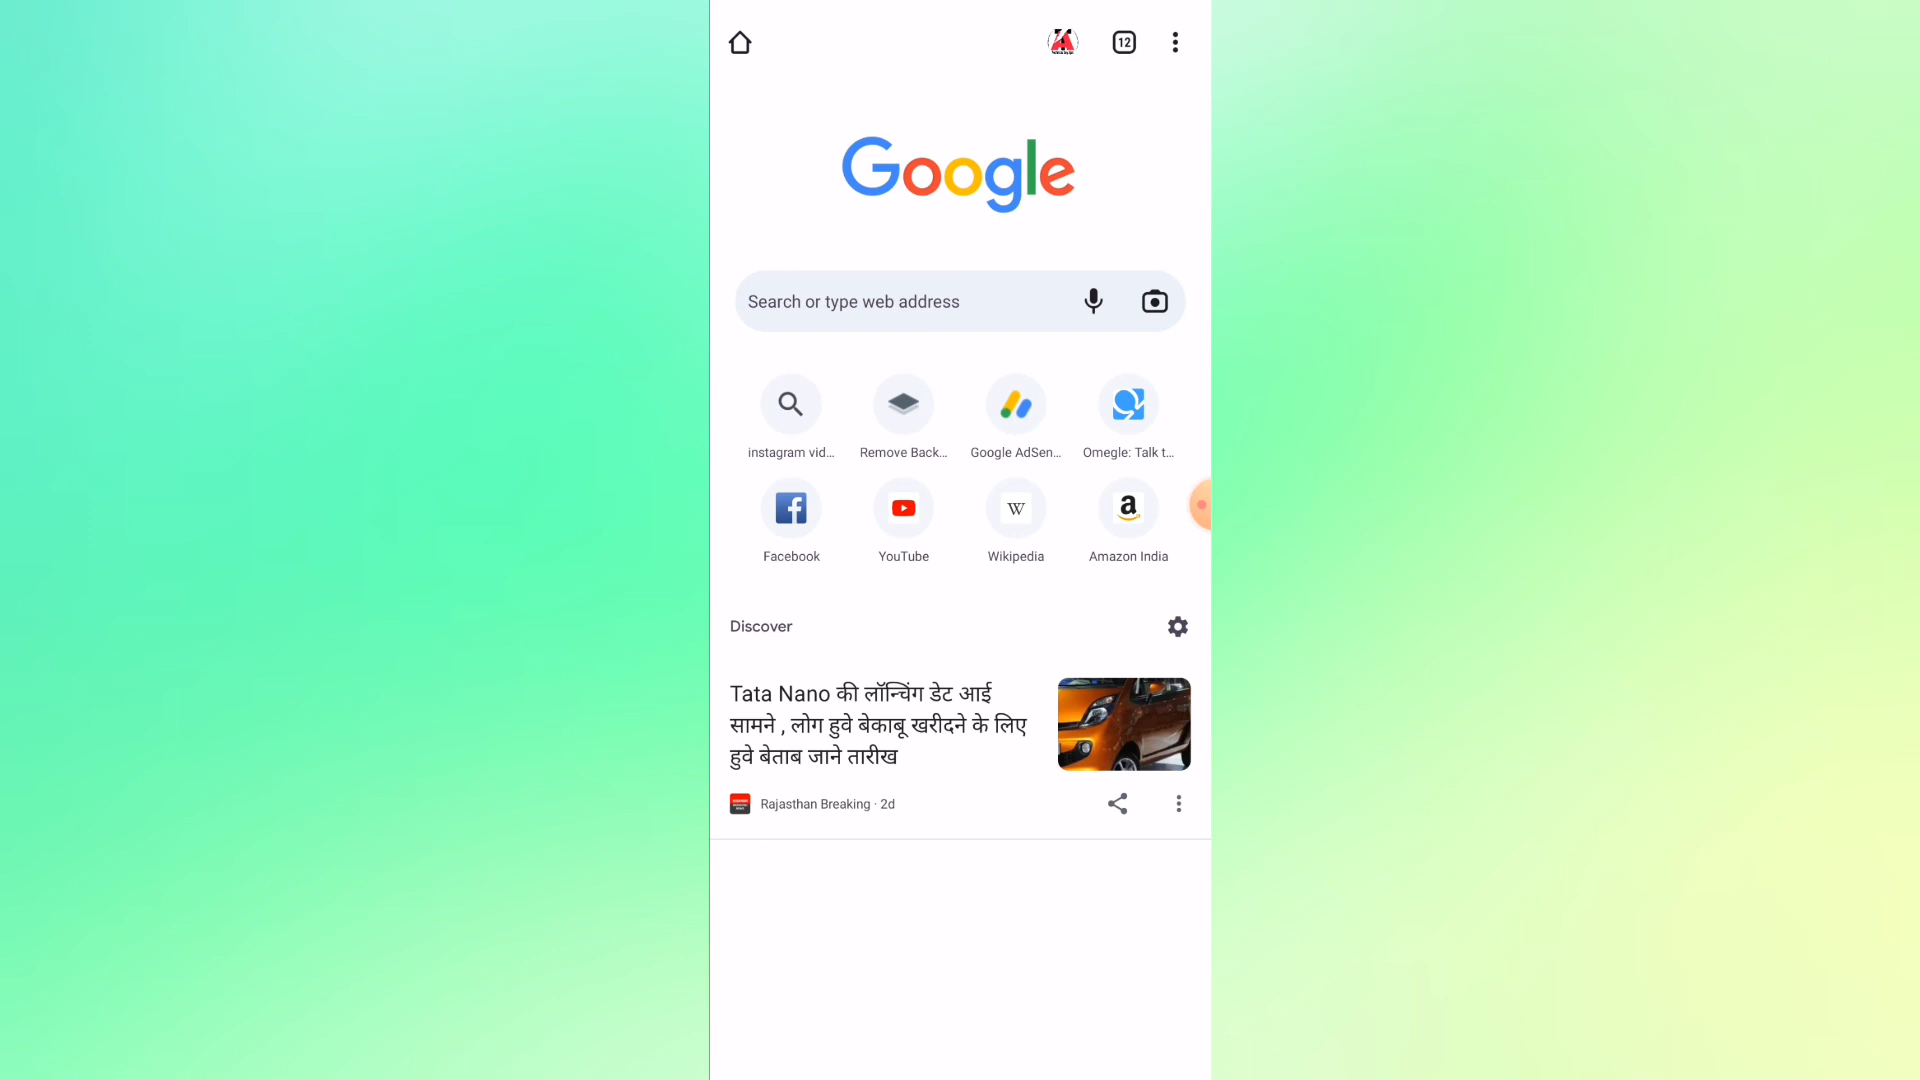 12
Google
Search or type web address
instagram vid...
Remove Back...
Google AdSen...
Omegle: Talk t...
Facebook
YouTube
Wikipedia
Amazon India
Discover
Tata Nano की लॉन्चिंग डेट आई
सामने , लोग हुवे बेकाबू खरीदने के लिए
हुवे बेताब जाने तारीख
Rajasthan Breaking · 2d